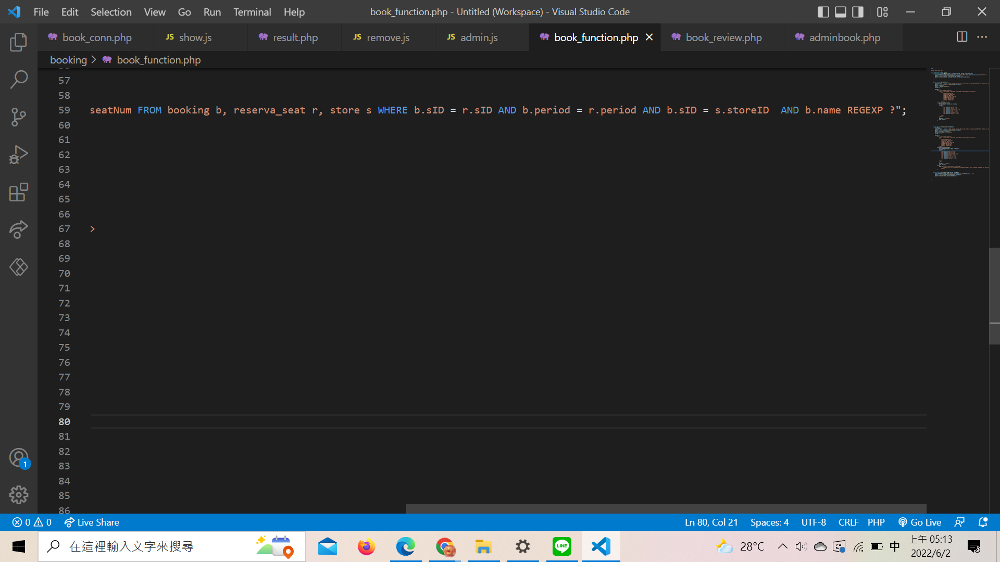 File Edit Selection View Go Run Terminal Help
book_function.php - Untitled (Workspace) - Visual Studio Code
book_conn.php
JS show.js
result.php
JS remove.js
JS admin.js
book_function.php
book_review.php
adminbook.php
booking > book_function.php
57
58
59 seatNum FROM booking b, reserva_seat r, store s WHERE b.sID = r.sID AND b.period = r.period AND b.sID = s.storeID  AND b.name REGEXP ?";
60
61
62
63
64
65
66
67 >
68
69
70
71
72
73
74
75
76
77
78
79
80
81
82
83
84
85
86
1
0 0 Live Share
Ln 80, Col 21 Spaces: 4 UTF-8 CRLF PHP Go Live
在這裡輸入文字來搜尋
LINE
28°C
中
上午 05:13
2022/6/2